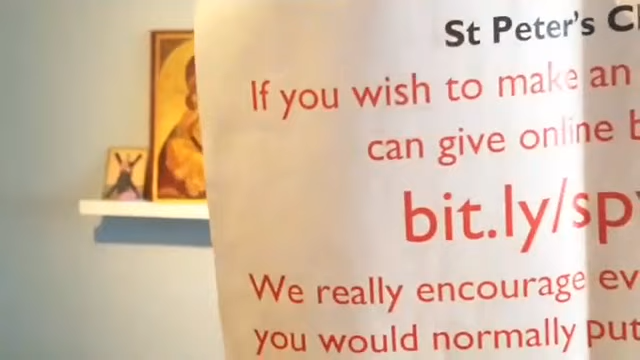 St Peter's
If you wish to make an
can give online
bit.ly/sp
We really encourage
you would normally put